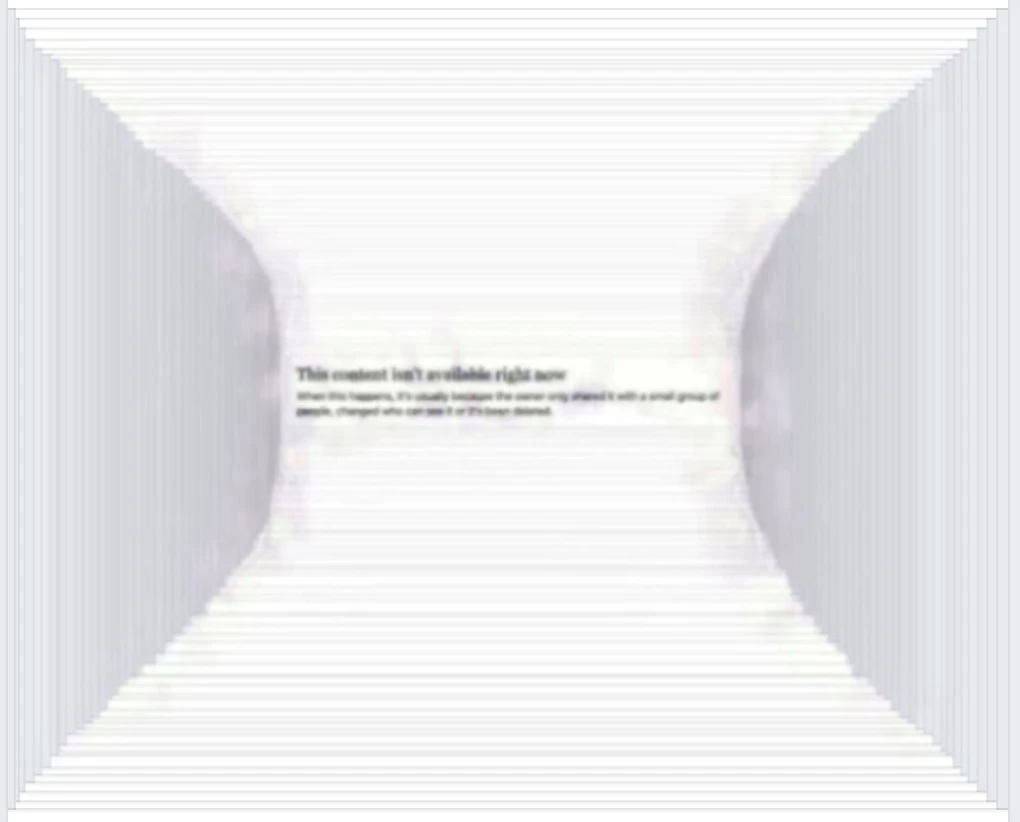 This content isn't available right now
When this happens, it's usually because the owner only shared it with a small group of
people, changed who can see it or it's been deleted.